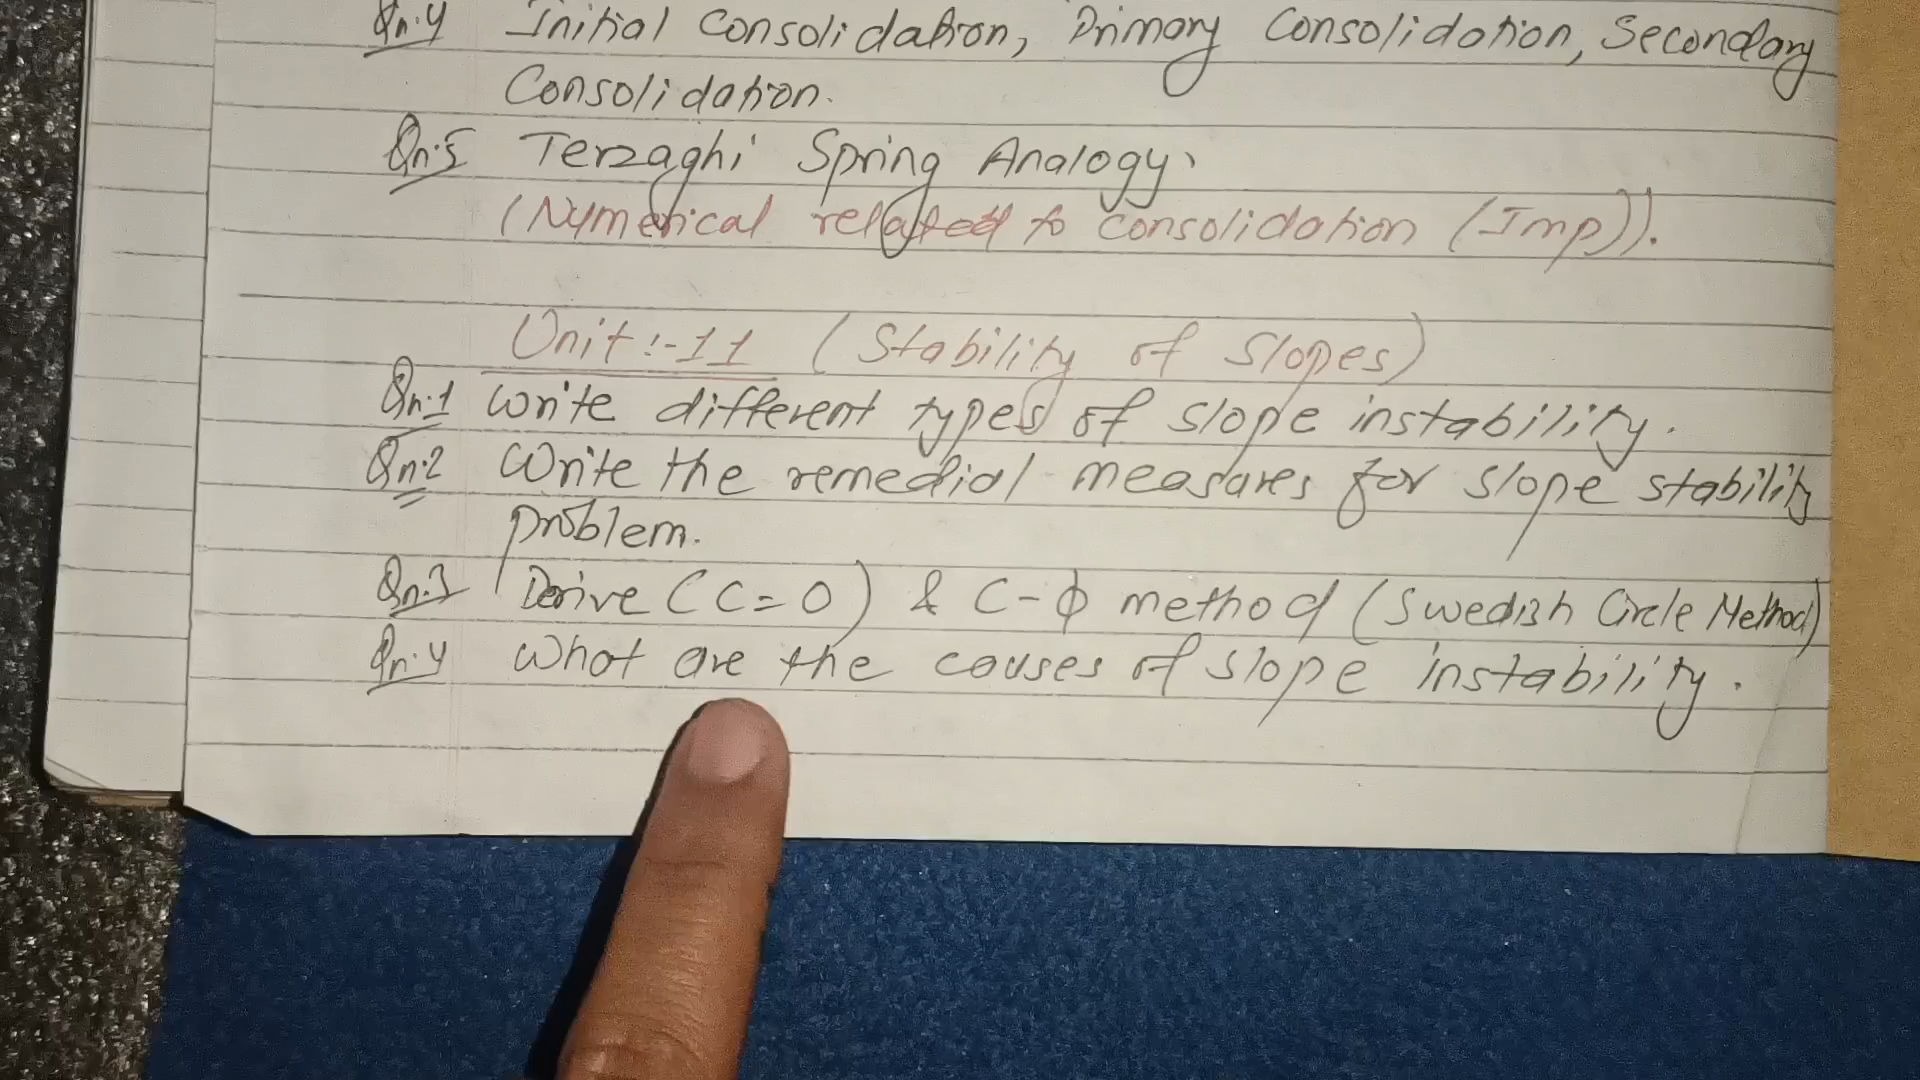 Qn.4 Initial Consolidation, Primary Consolidation, Secondary
Consolidation.
Qn.5 Terzaghi Spring Analogy.
(Numerical related to consolidation (Imp)).
Unit:-11 (Stability of Slopes)
Qn.1 Write different types of slope instability.
Qn.2 Write the remedial measures for slope stability
problem.
Qn.3 Derive (C=0) & C-φ method (Swedish Circle Method)
Qn.4 What are the causes of slope instability.